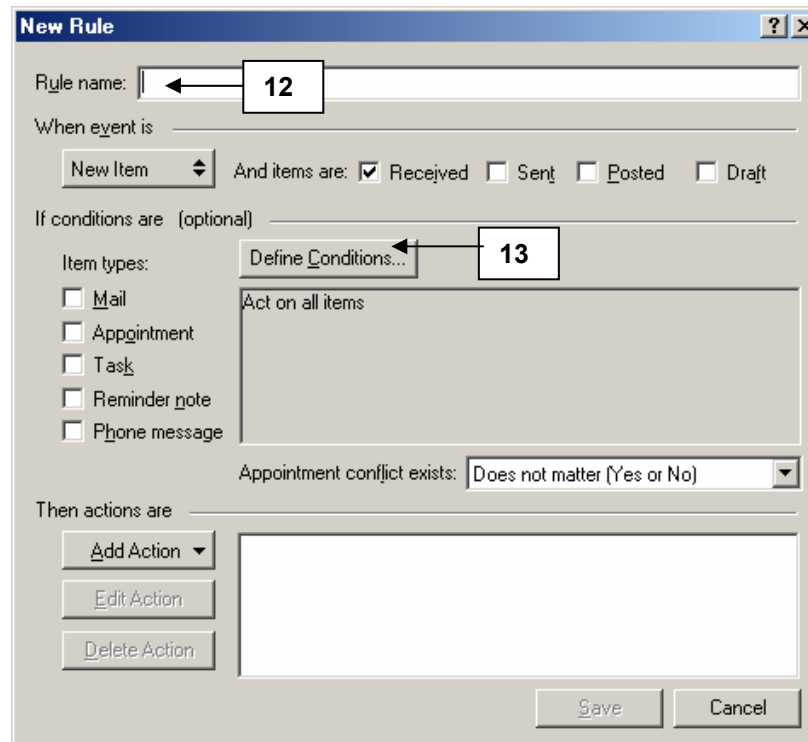 New Rule
Rule name:
12
When event is
New Item And items are: Received Sent Posted Draft
If conditions are (optional)
Item types:
Define Conditions...
13
Mail
Act on all items
Appointment
Task
Reminder note
Phone message
Appointment conflict exists: Does not matter (Yes or No)
Then actions are
Add Action
Edit Action
Delete Action
Save Cancel